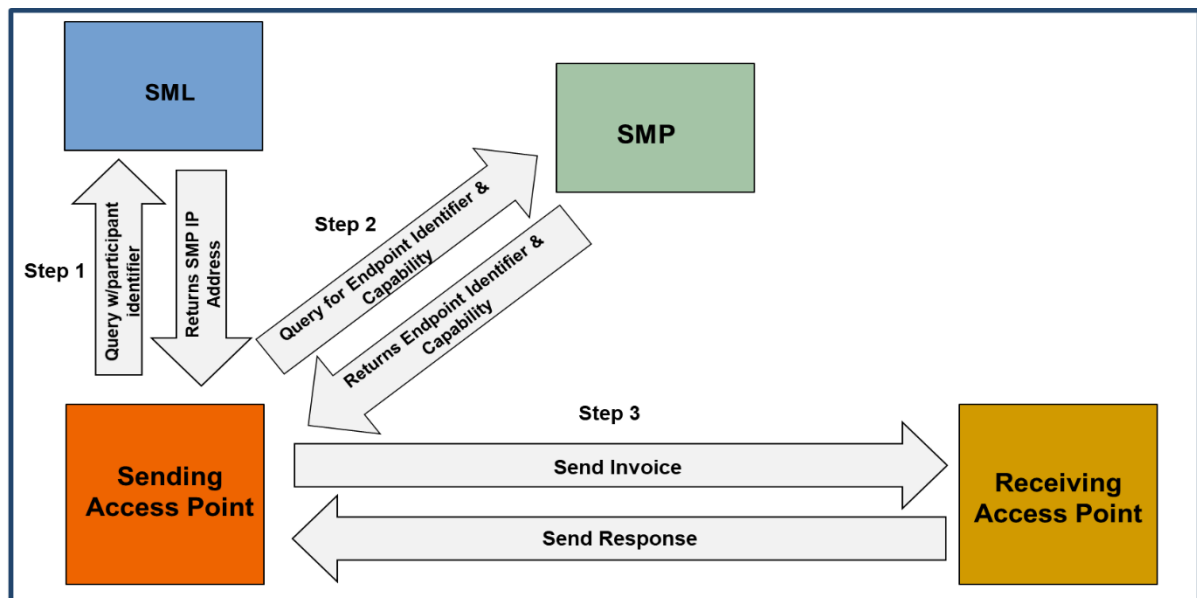 SML
SMP
Step 1
Query w/participant
identifier
Returns SMP IP
Address
Step 2
Query for Endpoint Identifier &
Capability
Returns Endpoint Identifier &
Capability
Step 3
Send Invoice
Send Response
Sending
Access Point
Receiving
Access Point